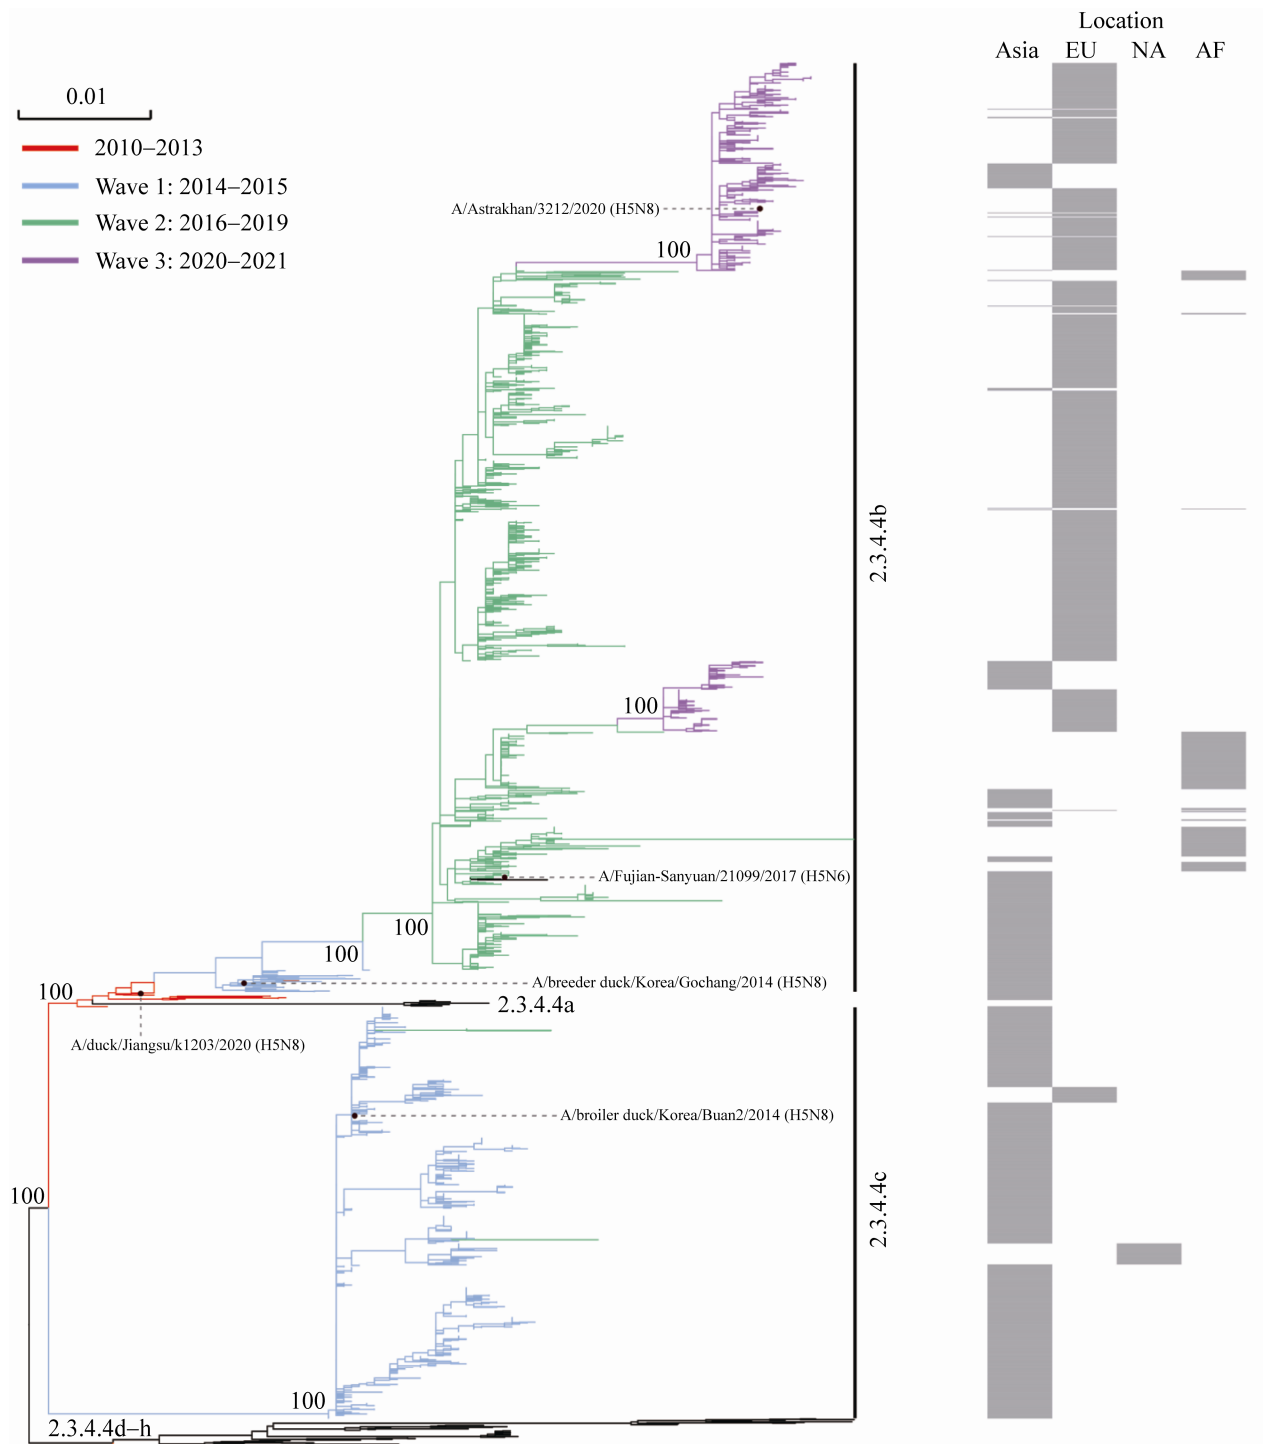 Location
Asia EU NA AF
0.01
2010–2013
Wave 1: 2014–2015
Wave 2: 2016–2019
Wave 3: 2020–2021
A/Astrakhan/3212/2020 (H5N8)
100
2.3.4.4b
100
A/Fujian-Sanyuan/21099/2017 (H5N6)
100
100
A/breeder duck/Korea/Gochang/2014 (H5N8)
100
2.3.4.4a
A/duck/Jiangsu/k1203/2020 (H5N8)
A/broiler duck/Korea/Buan2/2014 (H5N8)
100
2.3.4.4c
100
2.3.4.4d–h